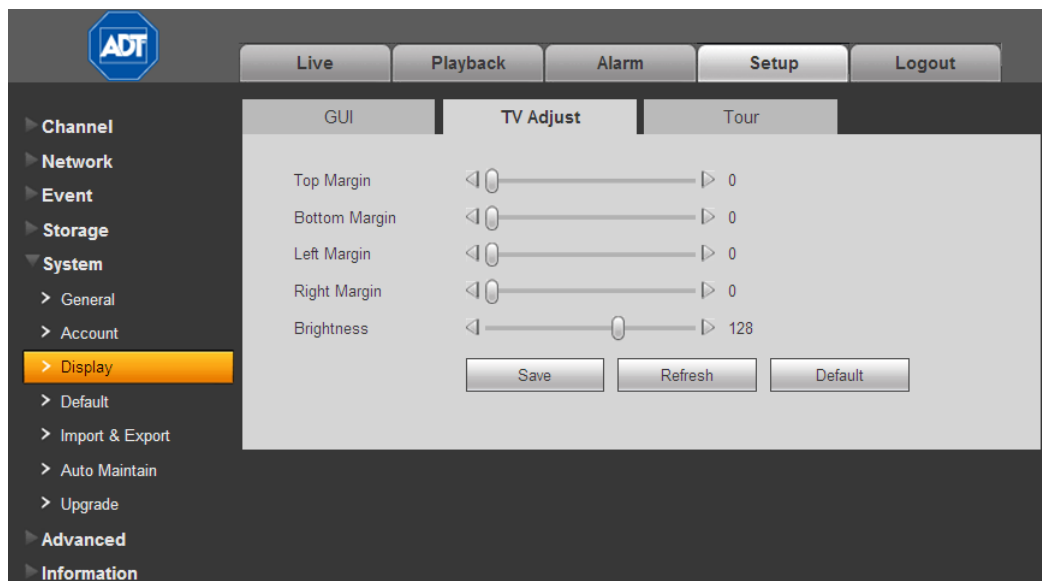 ADT
Live Playback Alarm Setup Logout
GUI TV Adjust Tour
Channel
Network
Event
Storage
System
> General
> Account
> Display
> Default
> Import & Export
> Auto Maintain
> Upgrade
Advanced
Information
Top Margin 0
Bottom Margin 0
Left Margin 0
Right Margin 0
Brightness 128
Save Refresh Default